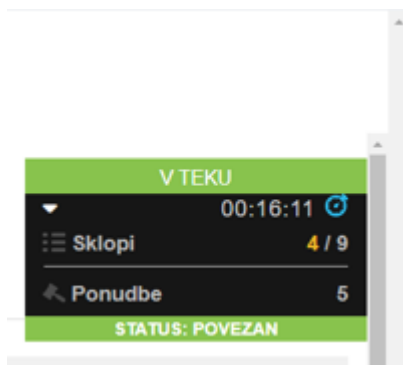 V TEKU
00:16:11
Sklopi 4 / 9
Ponudbe 5
STATUS: POVEZAN